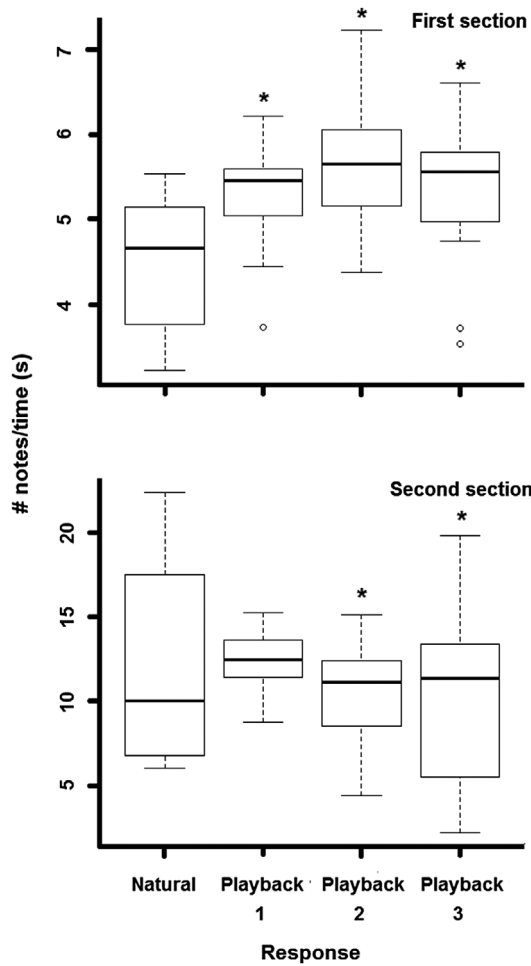 First section
*
*
*
7
6
5
4
# notes/time (s)
Second section
*
*
20
15
10
5
Natural Playback Playback Playback
1 2 3
Response